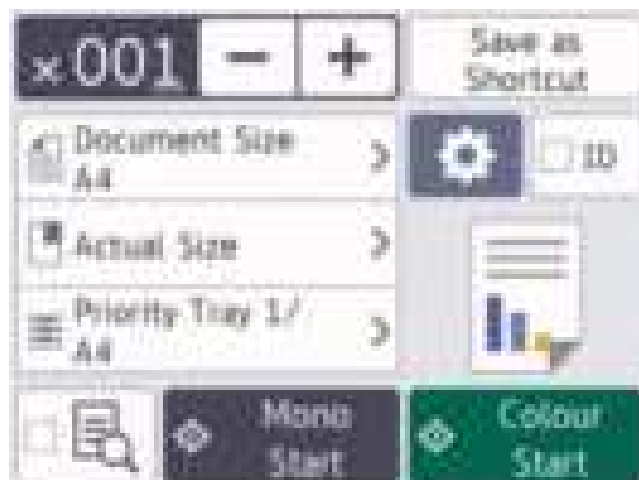 ×001 − +
Save as
Shortcut
Document Size
A4
ID
Actual Size
Priority Tray 1/
A4
Mono
Start
Colour
Start